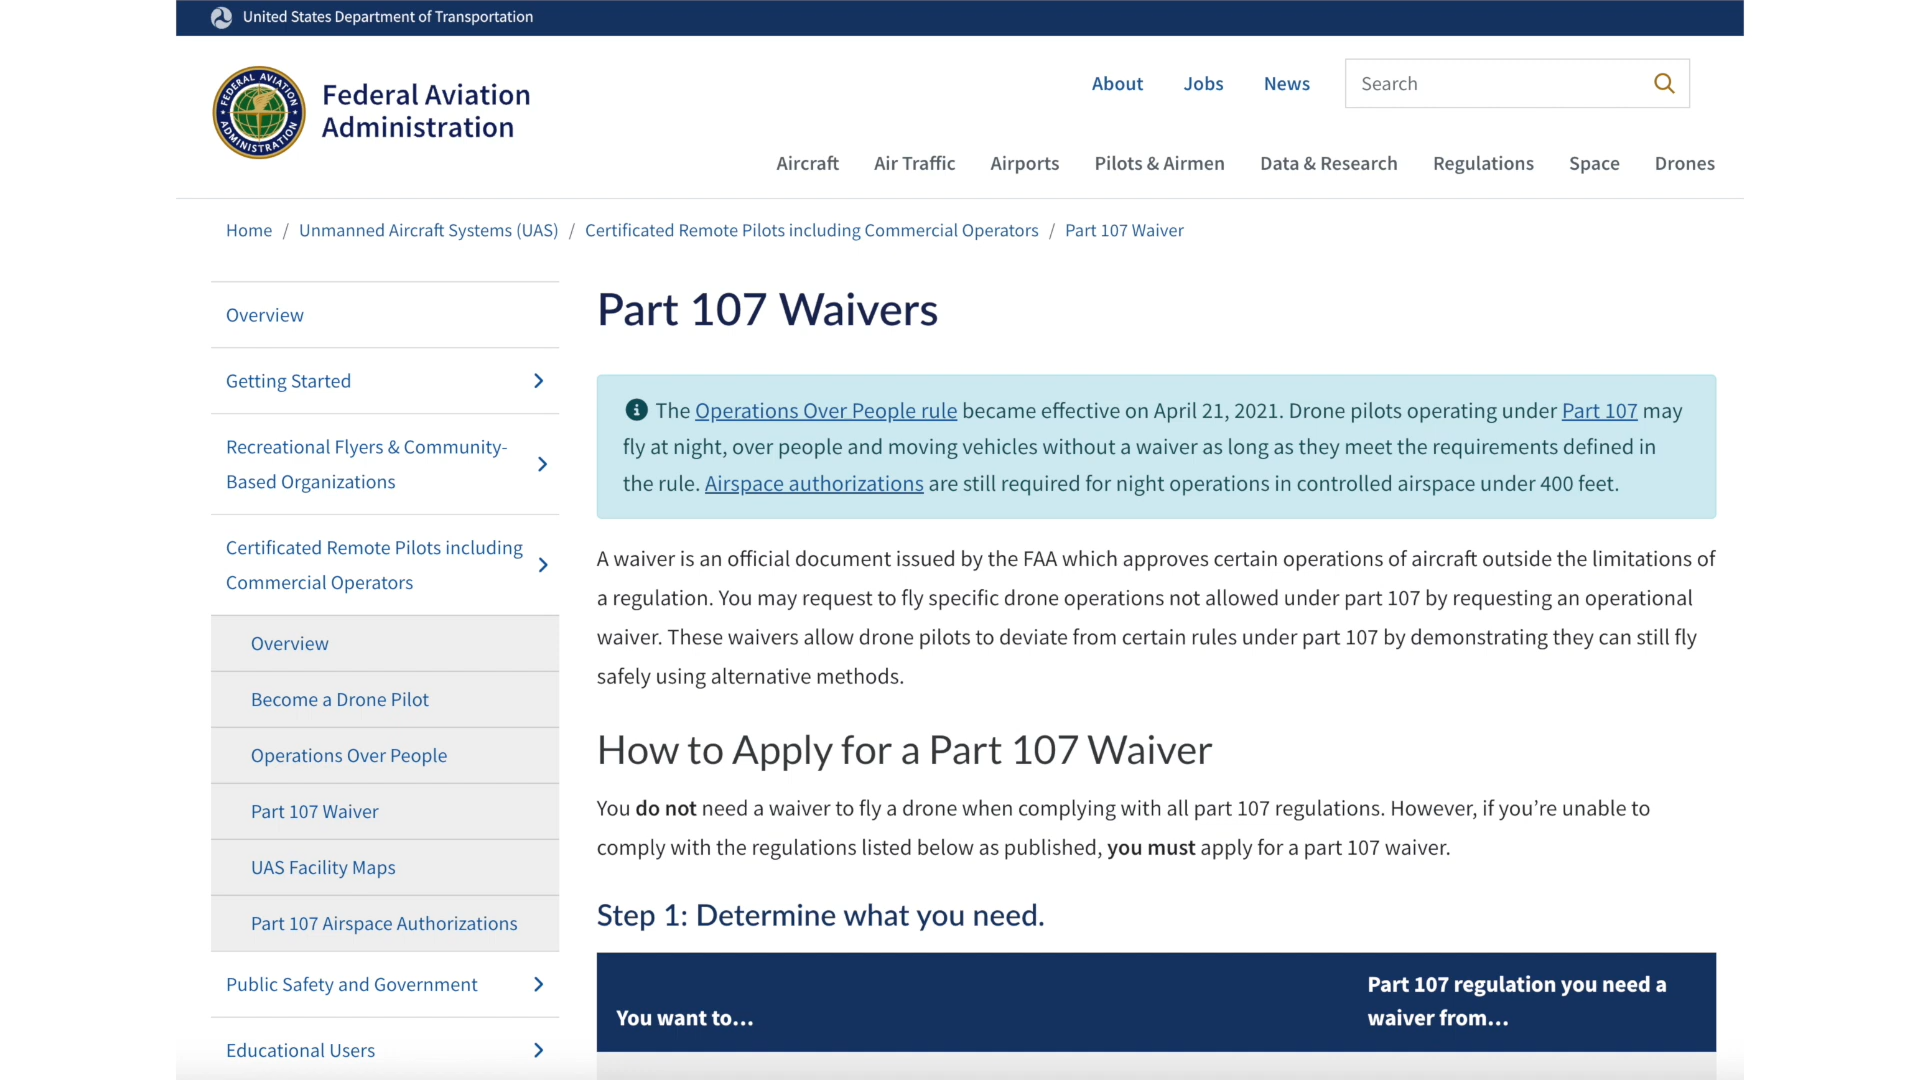 United States Department of Transportation
FEDERAL AVIATION
ADMINISTRATION
Federal Aviation
Administration
About Jobs News Search
Aircraft Air Traffic Airports Pilots & Airmen Data & Research Regulations Space Drones
Home / Unmanned Aircraft Systems (UAS) / Certificated Remote Pilots including Commercial Operators / Part 107 Waiver
Overview
Getting Started
Recreational Flyers & Community-
Based Organizations
Certificated Remote Pilots including
Commercial Operators
Overview
Become a Drone Pilot
Operations Over People
Part 107 Waiver
UAS Facility Maps
Part 107 Airspace Authorizations
Public Safety and Government
Educational Users
Part 107 Waivers
The Operations Over People rule became effective on April 21, 2021. Drone pilots operating under Part 107 may
fly at night, over people and moving vehicles without a waiver as long as they meet the requirements defined in
the rule. Airspace authorizations are still required for night operations in controlled airspace under 400 feet.
A waiver is an official document issued by the FAA which approves certain operations of aircraft outside the limitations of
a regulation. You may request to fly specific drone operations not allowed under part 107 by requesting an operational
waiver. These waivers allow drone pilots to deviate from certain rules under part 107 by demonstrating they can still fly
safely using alternative methods.
How to Apply for a Part 107 Waiver
You do not need a waiver to fly a drone when complying with all part 107 regulations. However, if you’re unable to
comply with the regulations listed below as published, you must apply for a part 107 waiver.
Step 1: Determine what you need.
You want to…
Part 107 regulation you need a
waiver from…